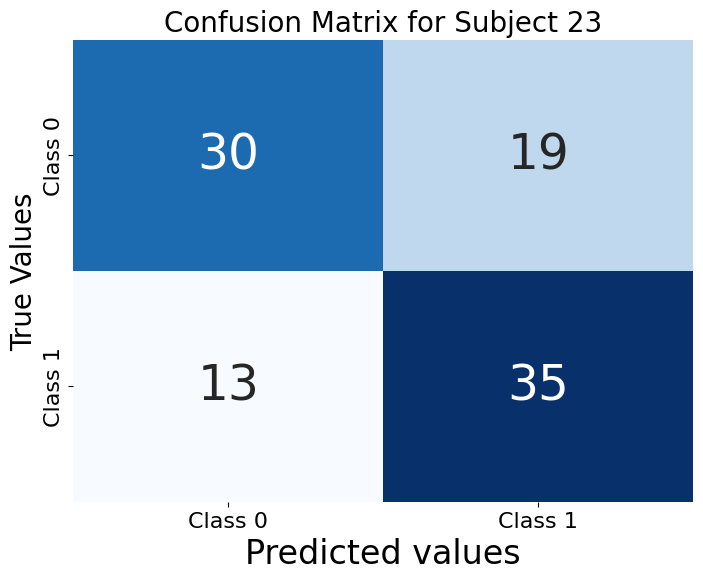 Confusion Matrix for Subject 23
True Values
Class 0
30
19
Class 1
13
35
Class 0
Class 1
Predicted values